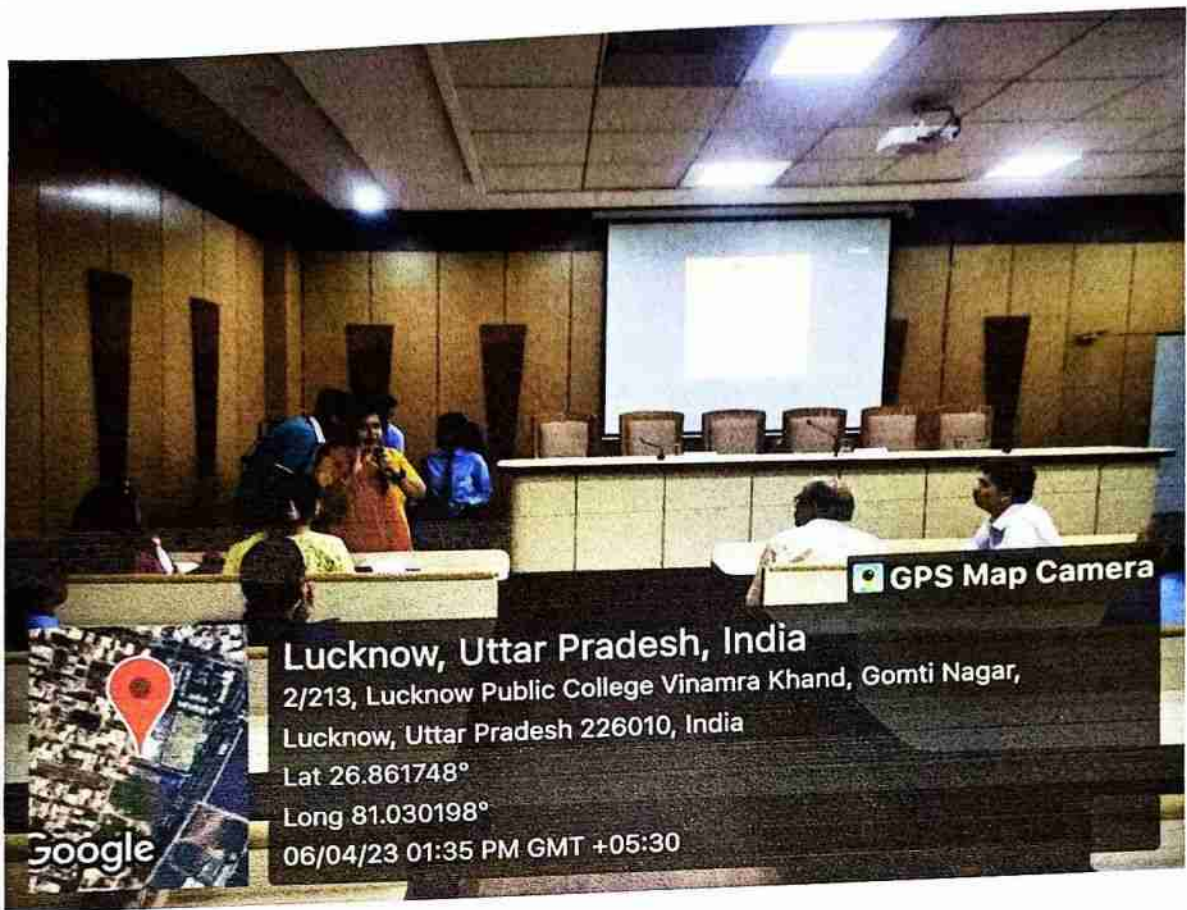 GPS Map Camera
Lucknow, Uttar Pradesh, India
2/213, Lucknow Public College Vinamra Khand, Gomti Nagar,
Lucknow, Uttar Pradesh 226010, India
Lat 26.861748°
Long 81.030198°
06/04/23 01:35 PM GMT +05:30
Google